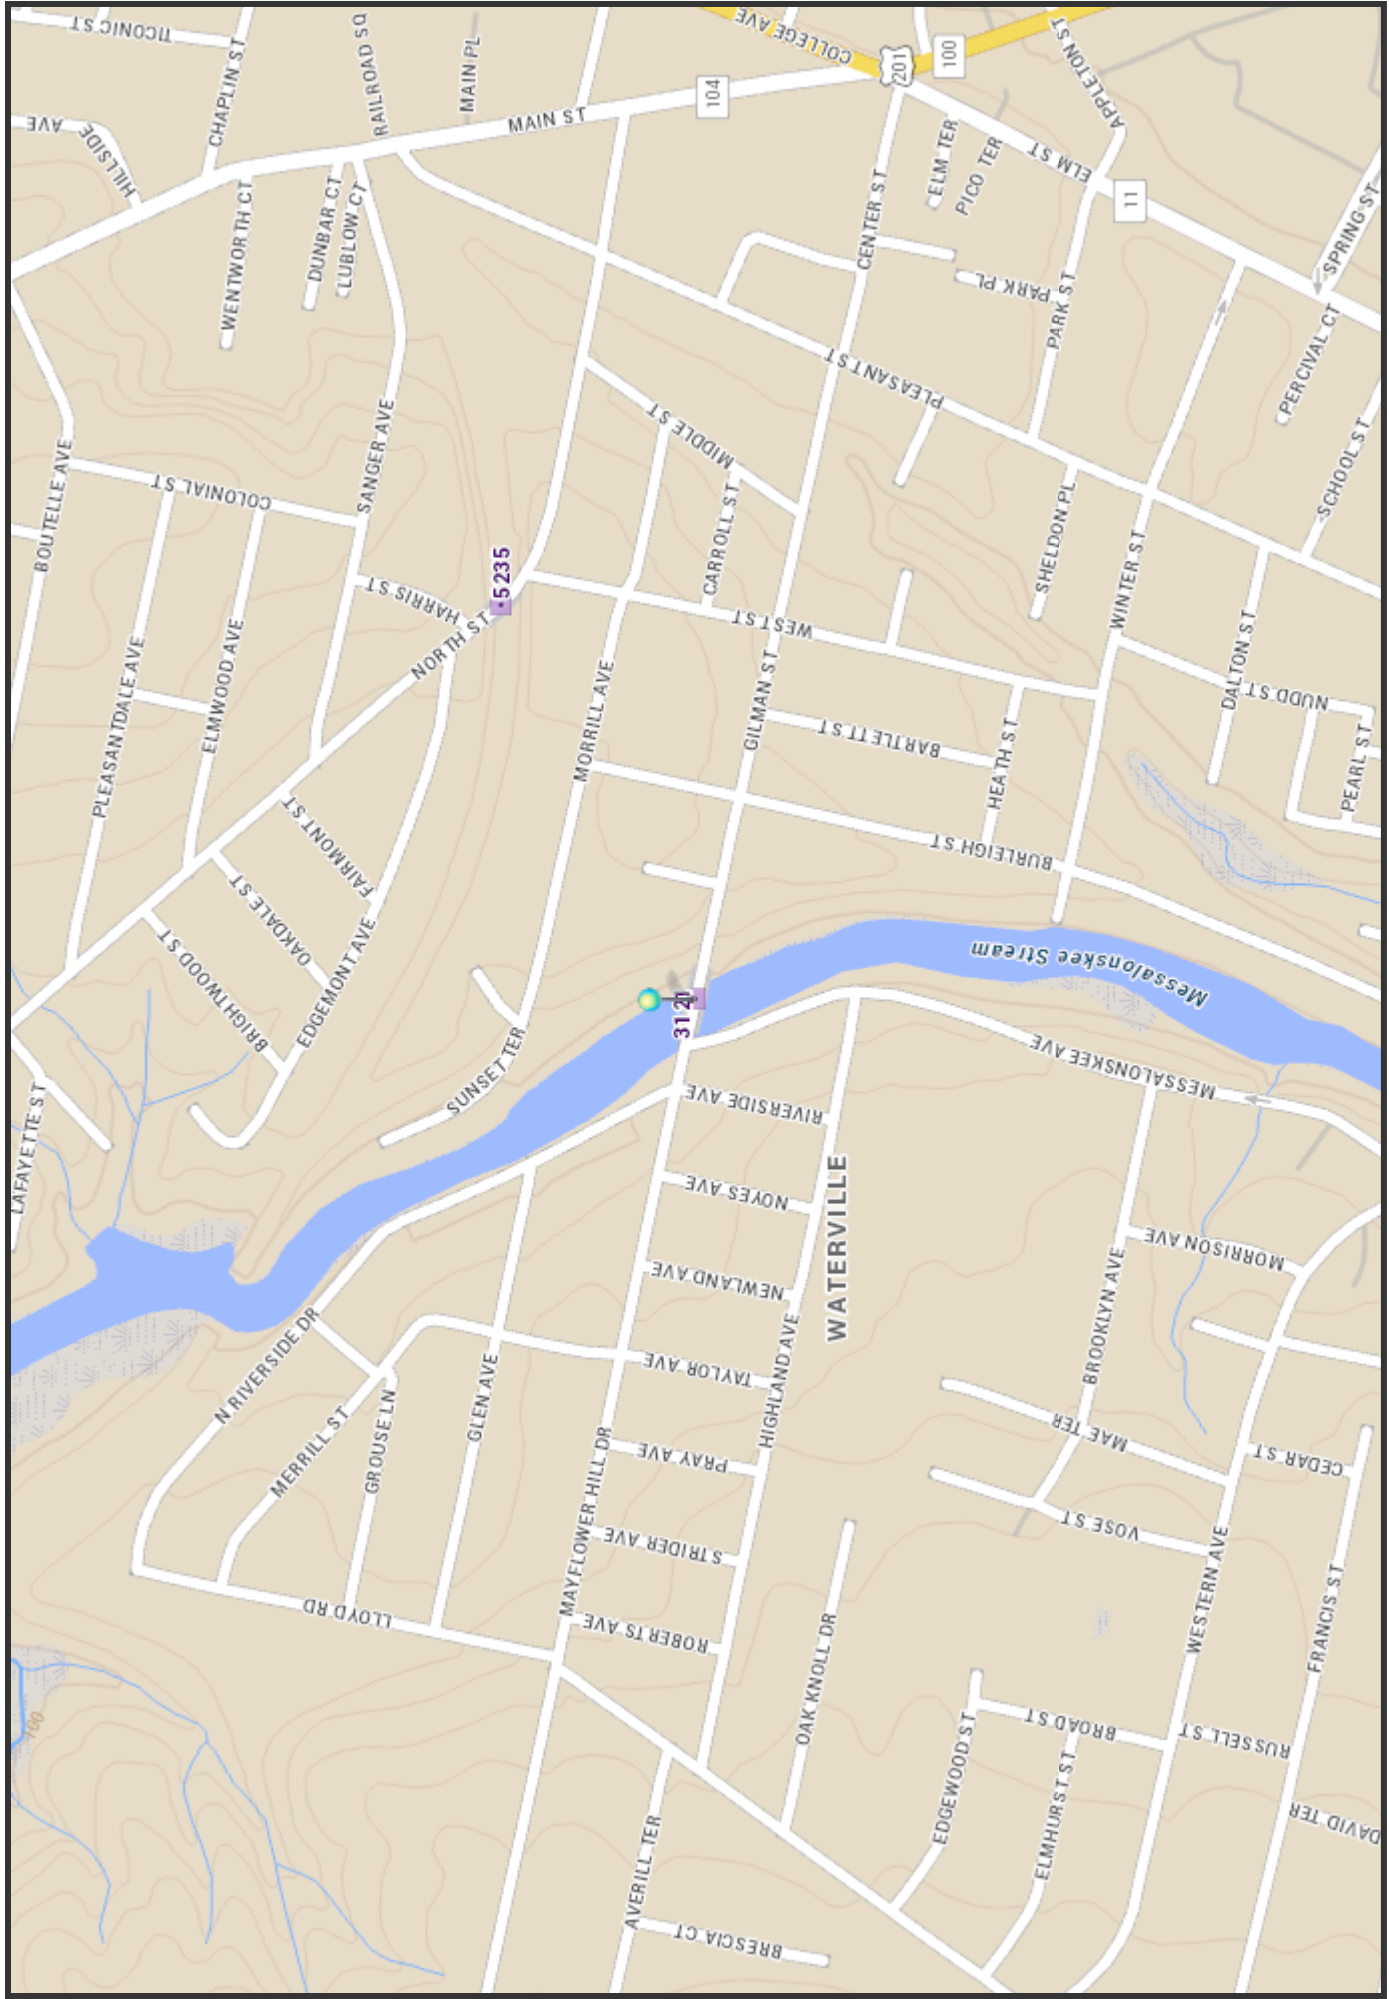 TICONIC ST
CHAPLIN ST
RAILROAD SQ
MAIN PL
COLLEGE AVE
201
100
APPLETON ST
104
MAIN ST
AVE
HILLSIDE
ELM TER
PICO TER
ELM ST
11
SPRING ST
WENTWORTH CT
DUNBAR CT
LUBLOW CT
CENTER ST
PARK PL
PARK ST
PERCIVAL CT
PLEASANT ST
SCHOOL ST
BOUTELLE AVE
COLONIAL ST
SANGER AVE
MIDDLE ST
CARROLL ST
SHELDON PL
WINTER ST
HARRIS ST
5235
NORTH ST
WEST ST
DALTON ST
NUDD ST
PEARL ST
PLEASANTDALE AVE
ELMWOOD AVE
MORRILL AVE
GILMAN ST
BARTLETT ST
HEATH ST
BURLEIGH ST
FAIRMONT ST
OAKDALE ST
BRIGHTWOOD ST
EDGEMONT AVE
Messalonskee Stream
3121
SUNSET TER
LAFAYETTE ST
MESSALONSKEE AVE
RIVERSIDE AVE
NOYES AVE
WATERVILLE
NEWLAND AVE
MORRISON AVE
BROOKLYN AVE
N RIVERSIDE DR
TAYLOR AVE
HIGHLAND AVE
MERRILL ST
GROUSE LN
GLEN AVE
PRAY AVE
MAE TER
CEDAR ST
MAYFLOWER HILL DR
STRIDER AVE
VOSE ST
WESTERN AVE
FRANCIS ST
LLOYD RD
ROBERTS AVE
OAK KNOLL DR
100
EDGEWOOD ST
BROAD ST
RUSSELL ST
ELMHURST ST
DAVID TER
AVERILL TER
BRESCIA CT